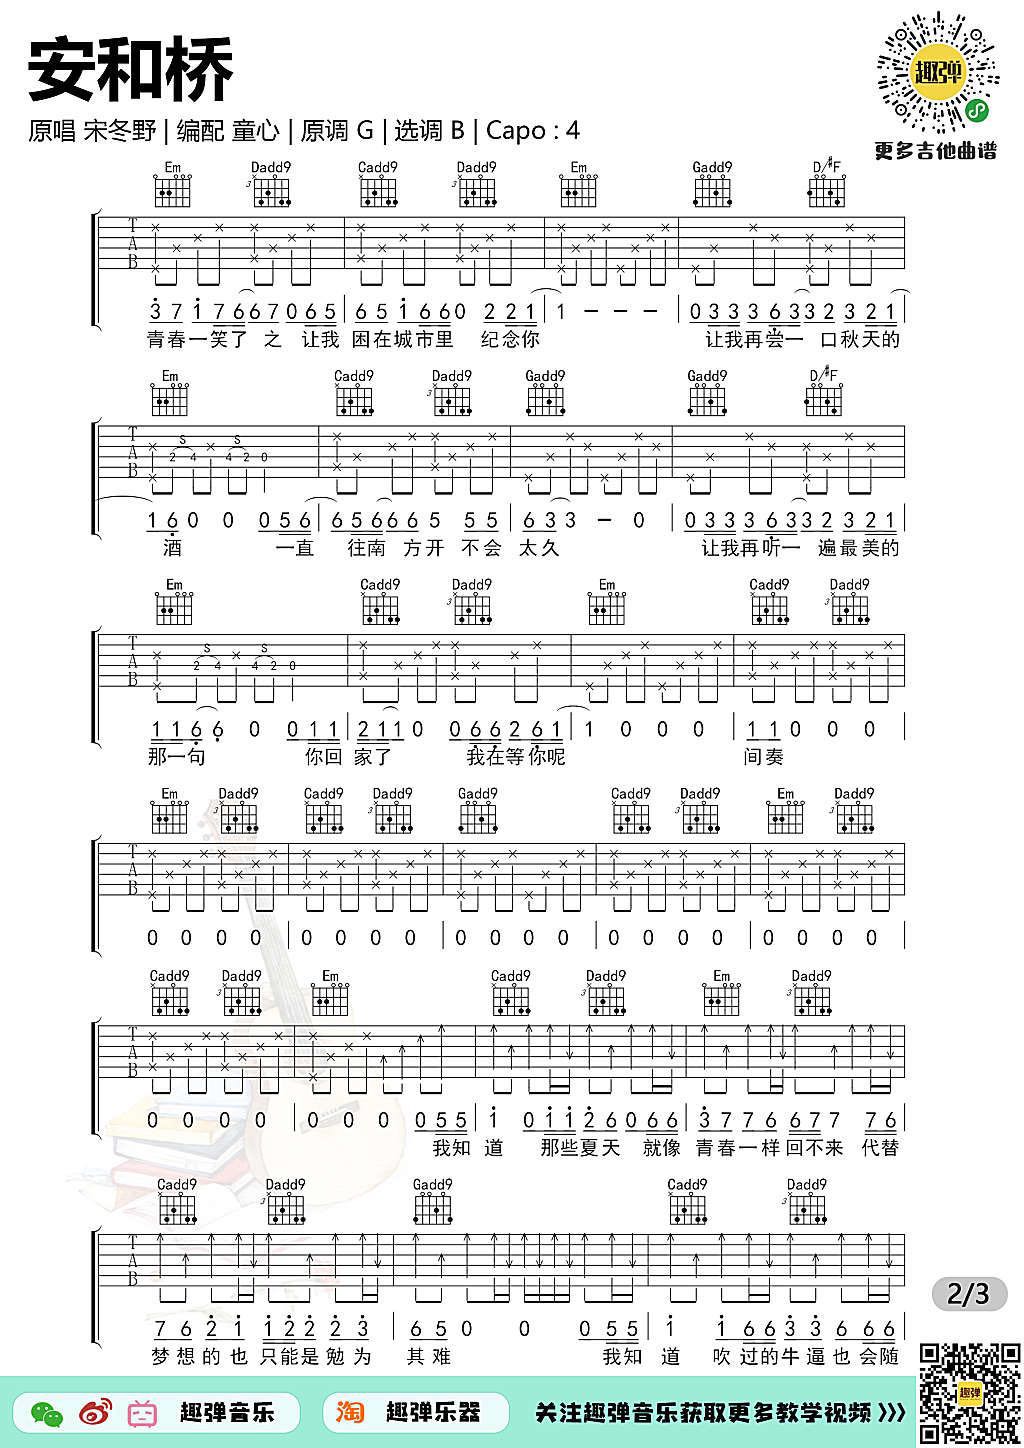 安和桥
原唱 宋冬野 | 编配 童心 | 原调 G | 选调 B | Capo : 4
趣弹
更多吉他曲谱
Em Dadd9 Cadd9 Dadd9 Em Gadd9 D/#F
3 7 1 7 6 6 7 0 6 5 | 6 5 1 6 6 0 2 2 1 | 1 – – – | 0 3 3 3 6 3 3 2 3 2 1 |
青春一笑了 之 让我 困在城市里 纪念你 让我再尝一 口秋天的
Em Cadd9 Dadd9 Gadd9 Gadd9 D/#F
S S
2 4 4 2 0
1 6 0 0 0 5 6 | 6 5 6 6 6 5 5 5 | 6 3 3 – 0 | 0 3 3 3 6 3 3 2 3 2 1 |
酒 一直 往南 方开 不会 太久 让我再听一 遍最美的
Em Cadd9 Dadd9 Em Cadd9 Dadd9
S S
2 4 4 2 0
1 1 6 6 0 0 1 1 | 2 1 1 0 0 6 6 2 6 1 | 1 0 0 0 | 1 1 0 0 0 |
那一句 你回 家了 我在等你呢 间奏
Em Dadd9 Cadd9 Dadd9 Gadd9 Cadd9 Dadd9 Em Dadd9
0 0 0 0 | 0 0 0 0 | 0 0 0 0 | 0 0 0 0 | 0 0 0 0 |
Cadd9 Dadd9 Em Cadd9 Dadd9 Em Dadd9
0 0 0 0 | 0 0 0 0 5 5 | 1 0 1 1 2 6 0 6 6 | 3 7 7 6 6 7 7 7 6 |
我知 道 那些夏天 就像 青春一样回不来 代替
Cadd9 Dadd9 Gadd9 Cadd9 Dadd9
7 6 2 1 1 2 2 2 3 | 6 5 0 0 0 5 5 | 1 1 6 6 3 3 6 6 6 |
梦想的也 只能是勉为 其难 我知 道 吹过的牛逼也会随
2/3
趣弹音乐
淘 趣弹乐器
关注趣弹音乐获取更多教学视频 》》》
趣弹